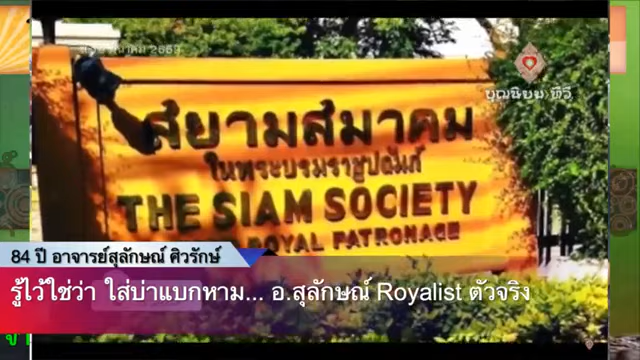 บุญนิยม ทีวี
สยามสมาคม
ในพระบรมราชูปถัมภ์
THE SIAM SOCIETY
ROYAL PATRONAGE
84 ปี อาจารย์สุลักษณ์ ศิวรักษ์
รู้ไว้ใช่ว่า ใส่บ่าแบกหาม... อ.สุลักษณ์ Royalist ตัวจริง